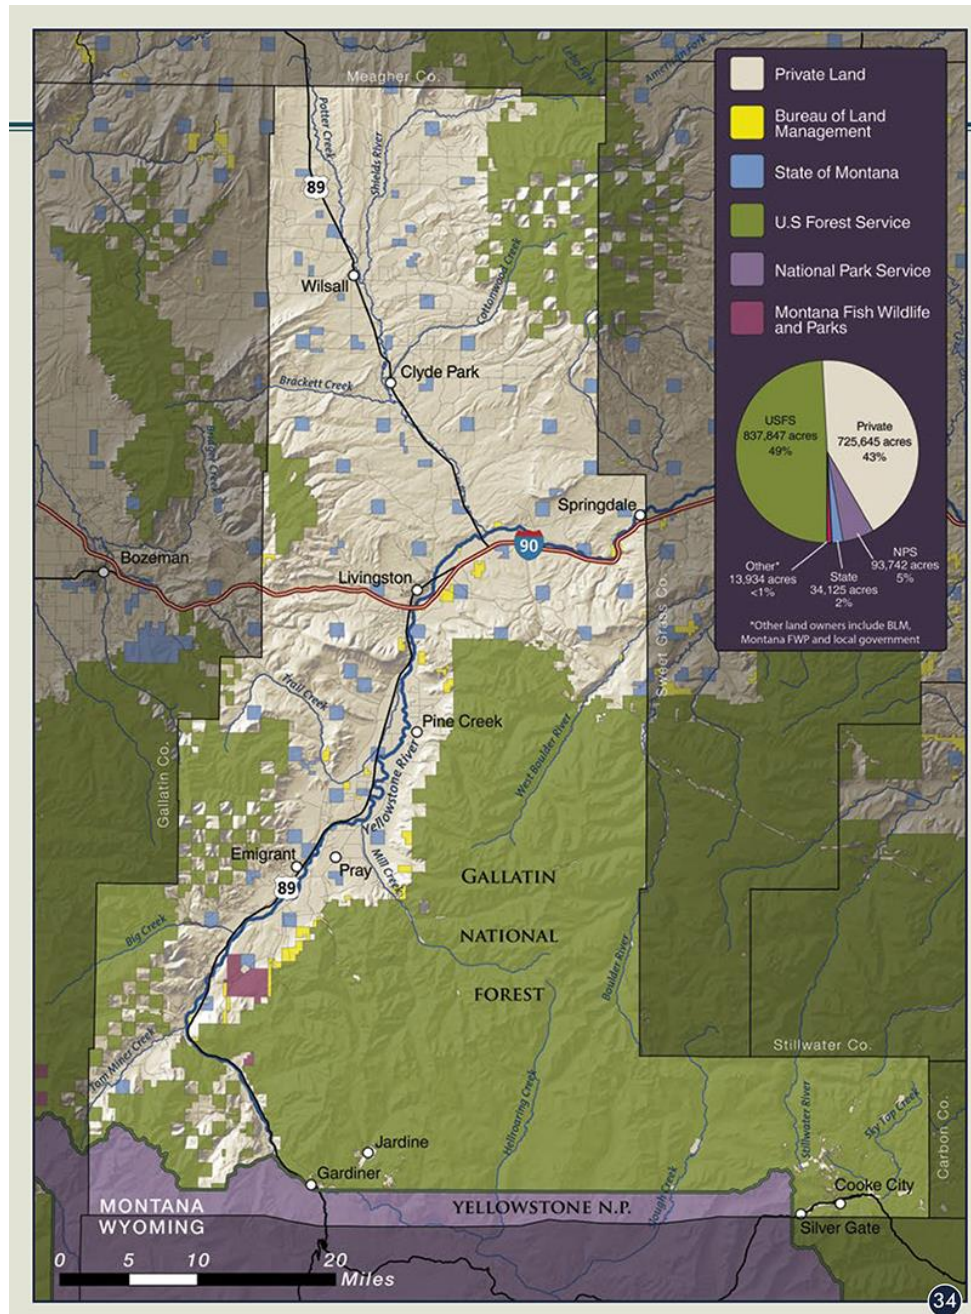 Meagher Co.
Lebo Fork
American Fork
Potter Creek
Shields River
89
Wilsall
Cottonwood Creek
Clyde Park
Brackett Creek
Bridger Creek
Springdale
90
Bozeman
Livingston
Sweet Grass Co.
Trail Creek
Pine Creek
Gallatin Co.
Yellowstone River
West Boulder River
Emigrant
Pray
89
Mill Creek
GALLATIN
NATIONAL
FOREST
Big Creek
Boulder River
Tom Miner Creek
Stillwater Co.
Hellroaring Creek
Stillwater River
Sky Top Creek
Carbon Co.
Jardine
Gardiner
Slough Creek
Cooke City
Silver Gate
YELLOWSTONE N.P.
MONTANA
WYOMING
0 5 10 20
Miles
34
Private Land
Bureau of Land
Management
State of Montana
U.S Forest Service
National Park Service
Montana Fish Wildlife
and Parks
USFS
837,847 acres
49%
Private
725,645 acres
43%
NPS
93,742 acres
5%
State
34,125 acres
2%
Other*
13,934 acres
<1%
*Other land owners include BLM,
Montana FWP and local government